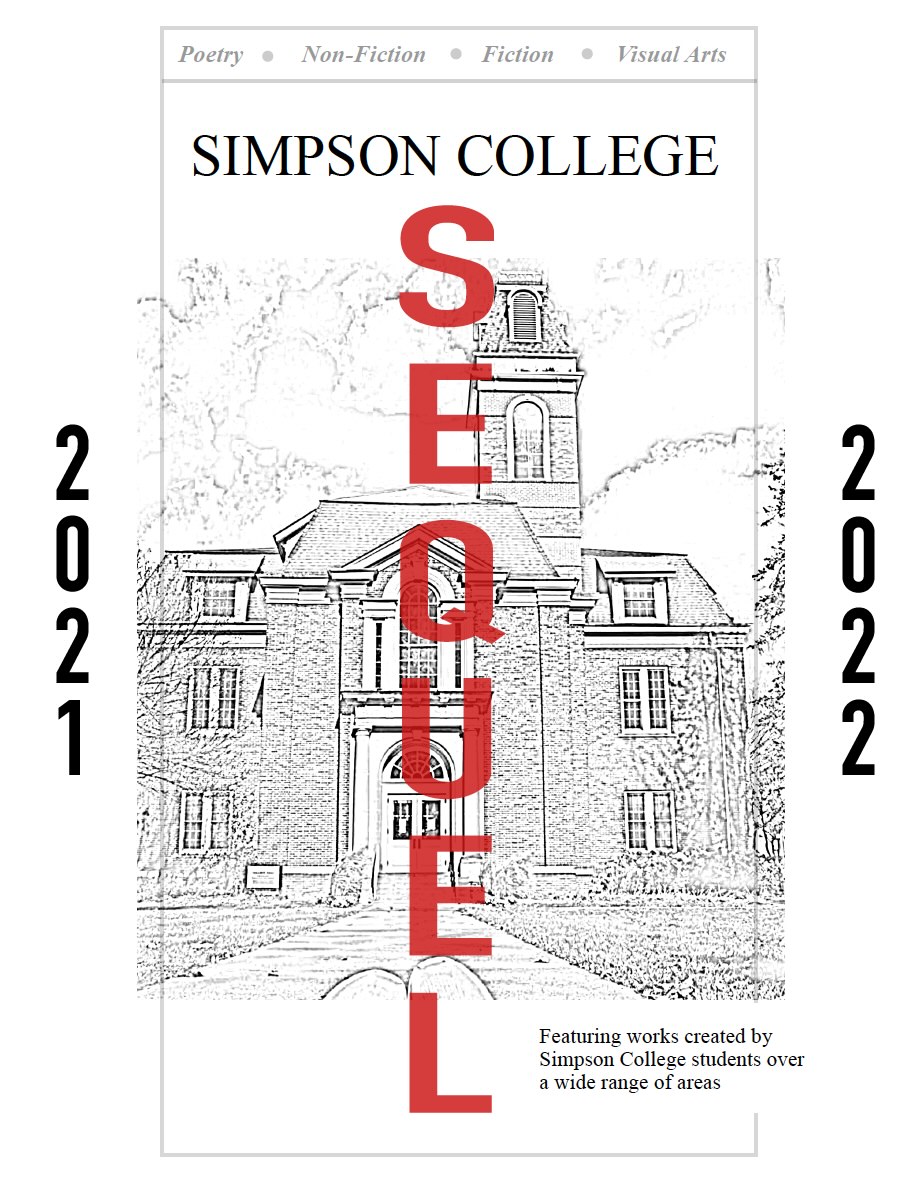 Poetry • Non-Fiction • Fiction • Visual Arts
SIMPSON COLLEGE
SEQUEL
2021
2022
Featuring works created by
Simpson College students over
a wide range of areas